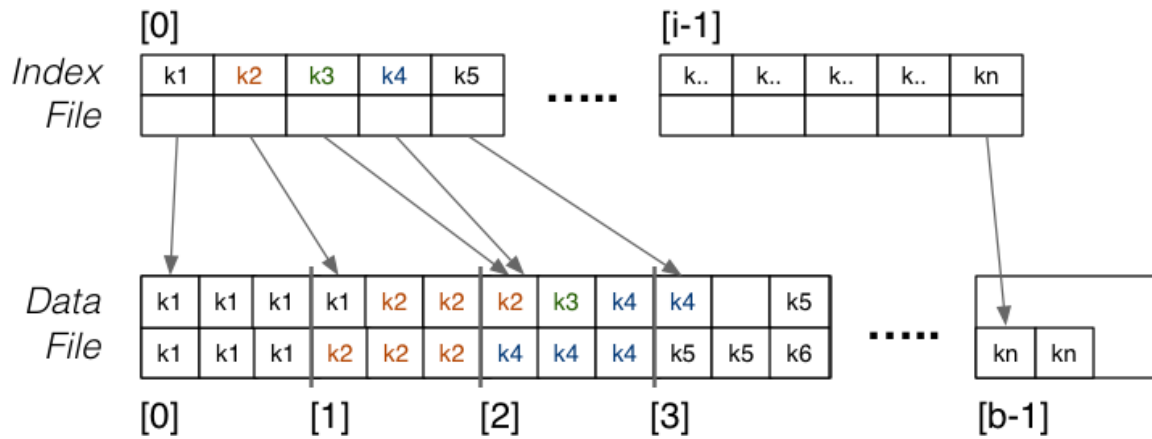 [0] [i-1]
Index File
k1 k2 k3 k4 k5 ..... k.. k.. k.. k.. kn
Data File
k1 k1 k1 k1 k2 k2 k2 k3 k4 k4 k5
k1 k1 k1 k2 k2 k2 k4 k4 k4 k5 k5 k6 ..... kn kn
[0] [1] [2] [3] [b-1]